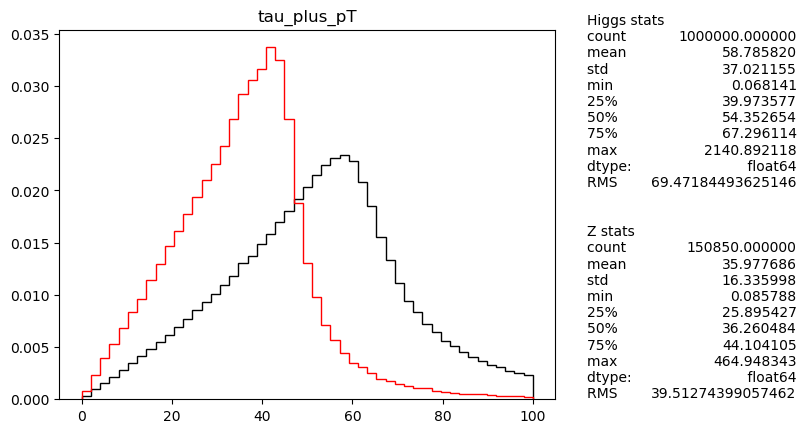 tau_plus_pT
0.035
0.030
0.025
0.020
0.015
0.010
0.005
0.000
0
20
40
60
80
100
Higgs stats
count 1000000.000000
mean 58.785820
std 37.021155
min 0.068141
25% 39.973577
50% 54.352654
75% 67.296114
max 2140.892118
dtype: float64
RMS 69.47184493625146
Z stats
count 150850.000000
mean 35.977686
std 16.335998
min 0.085788
25% 25.895427
50% 36.260484
75% 44.104105
max 464.948343
dtype: float64
RMS 39.51274399057462